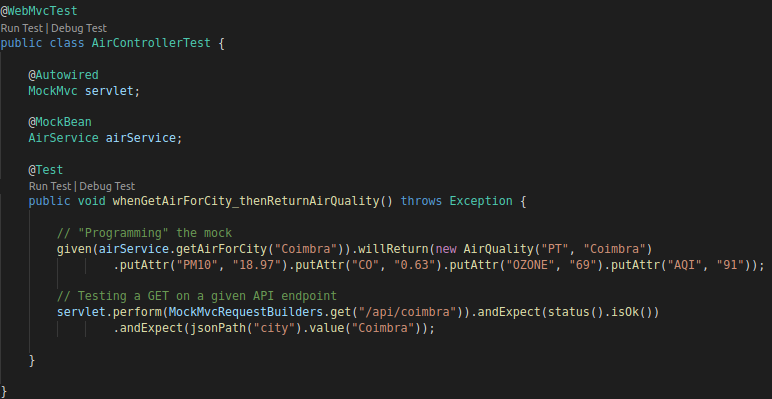 @WebMvcTest
Run Test | Debug Test
public class AirControllerTest {
@Autowired
MockMvc servlet;
@MockBean
AirService airService;
@Test
Run Test | Debug Test
public void whenGetAirForCity_thenReturnAirQuality() throws Exception {
// "Programming" the mock
given(airService.getAirForCity("Coimbra")).willReturn(new AirQuality("PT", "Coimbra")
.putAttr("PM10", "18.97").putAttr("CO", "0.63").putAttr("OZONE", "69").putAttr("AQI", "91"));
// Testing a GET on a given API endpoint
servlet.perform(MockMvcRequestBuilders.get("/api/coimbra")).andExpect(status().isOk())
.andExpect(jsonPath("city").value("Coimbra"));
}
}